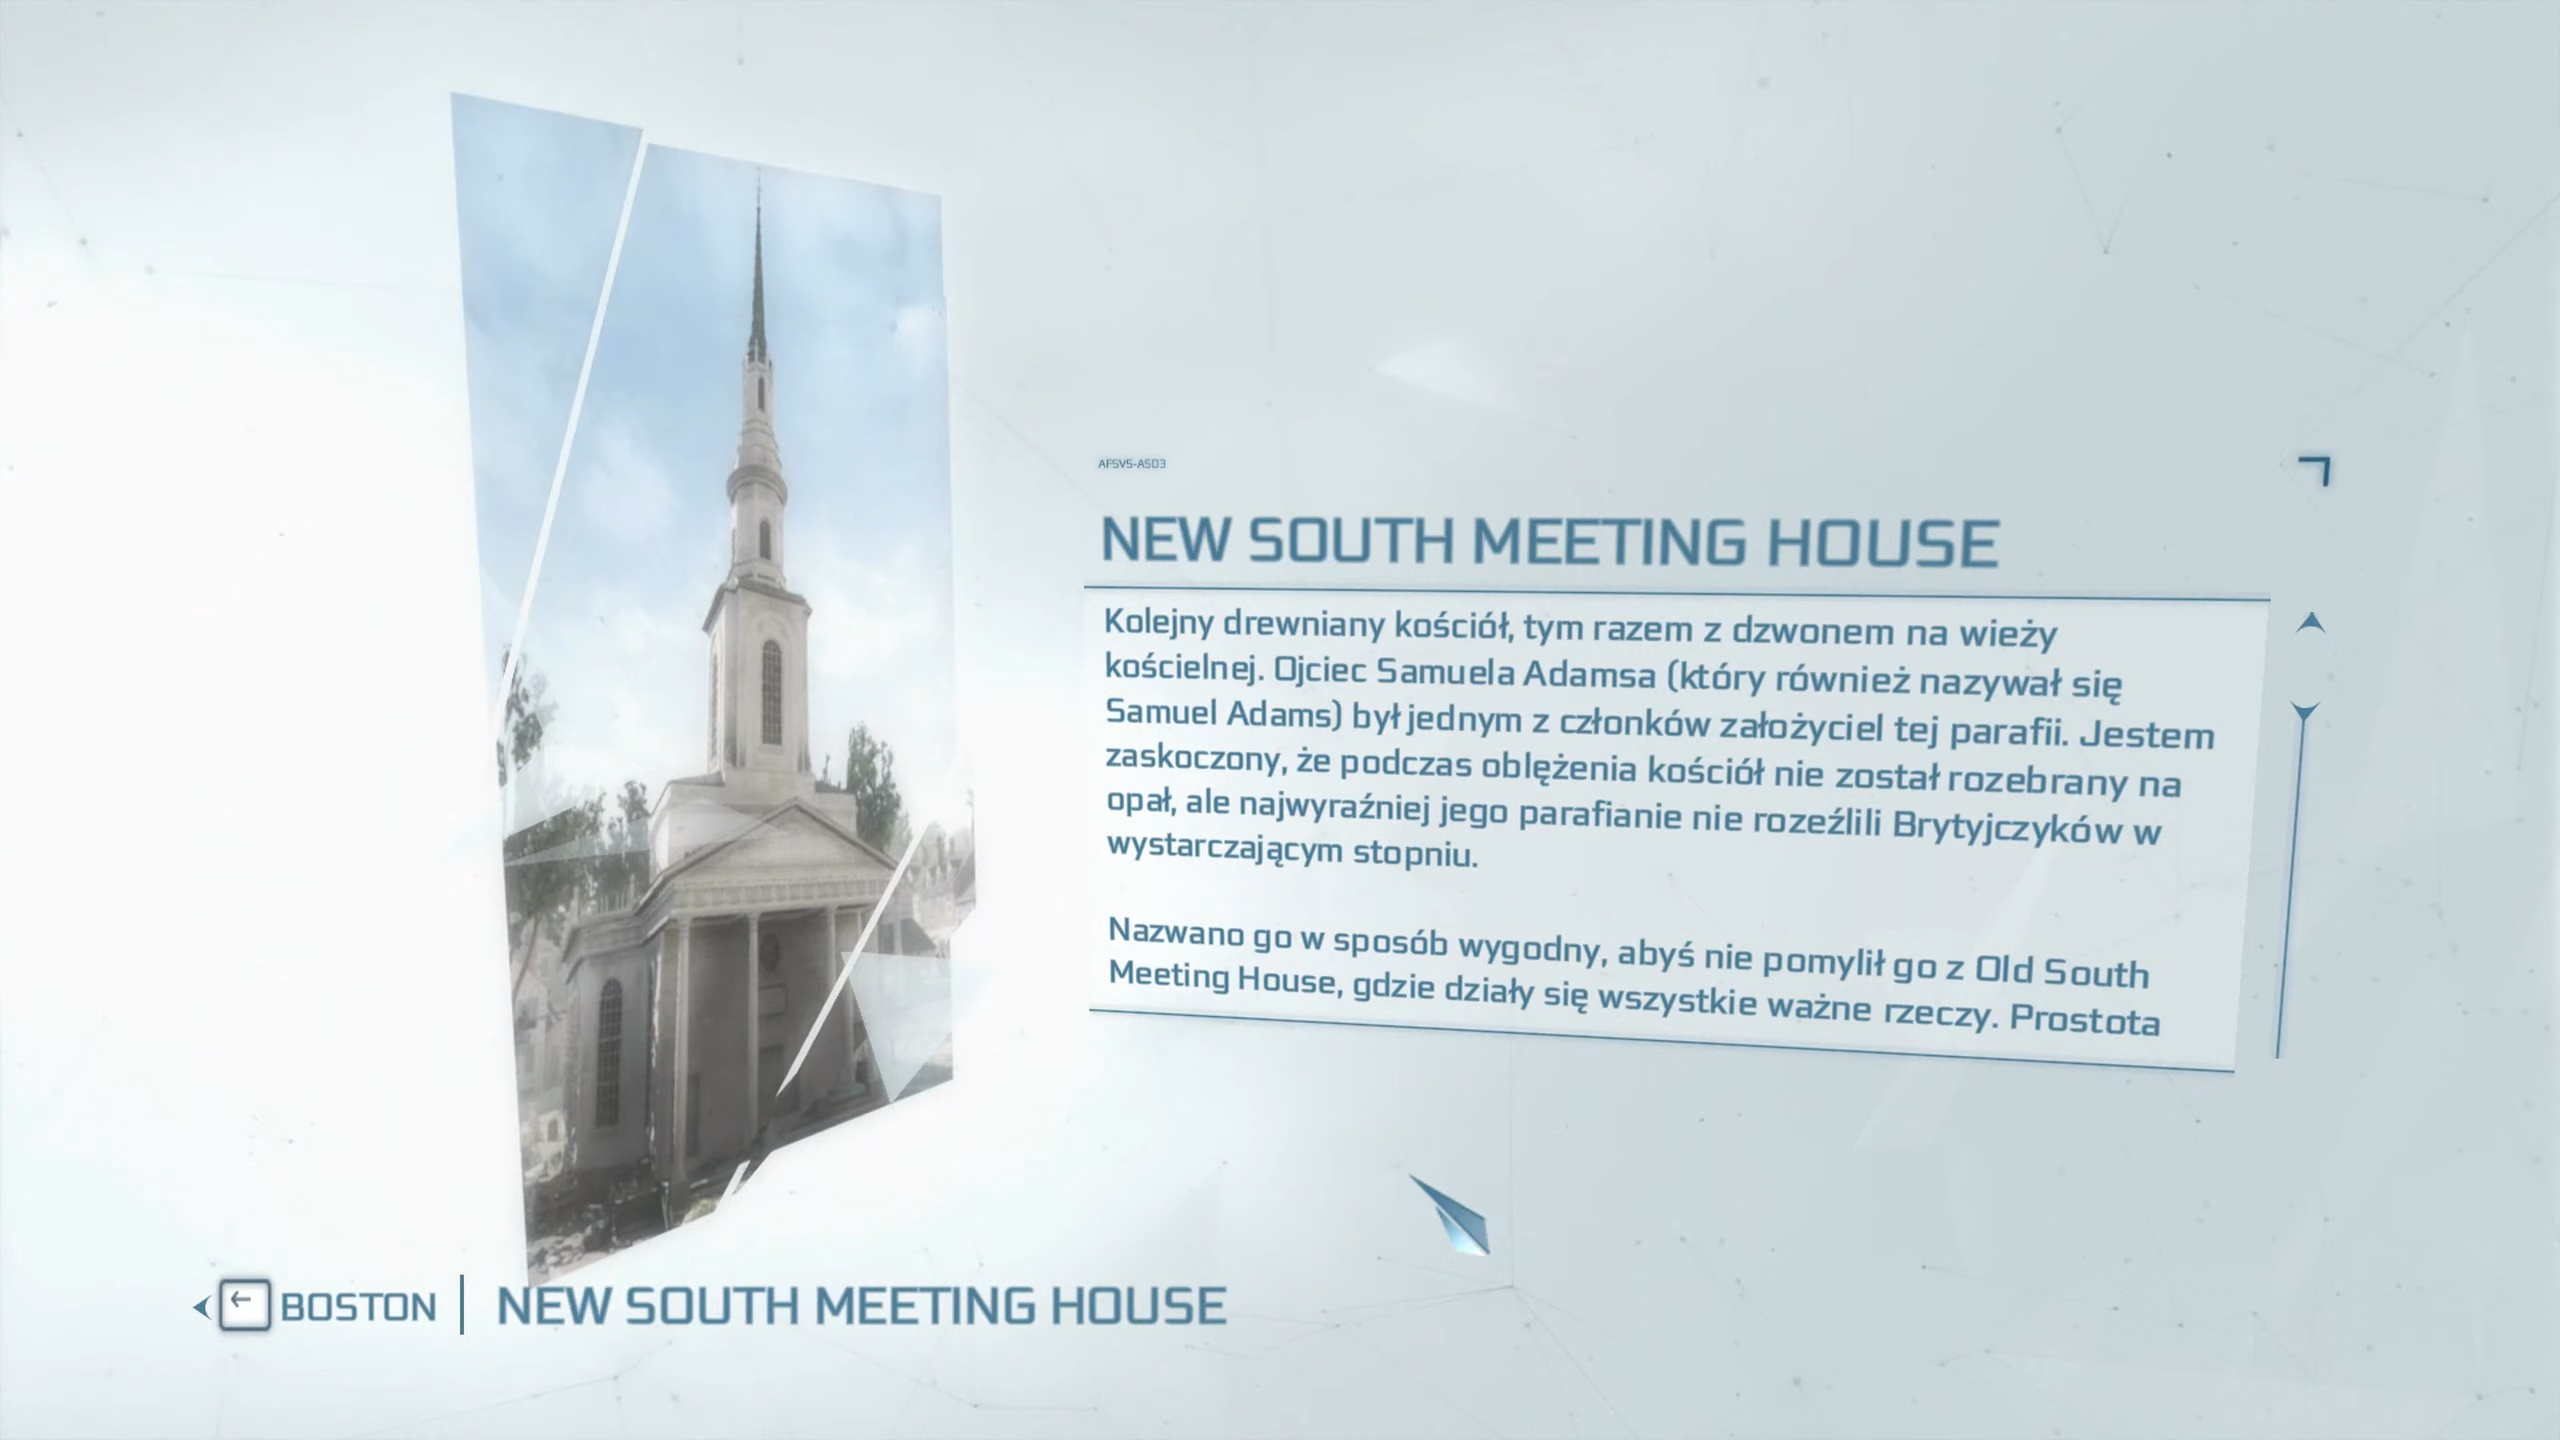 AFSV5-AS03
NEW SOUTH MEETING HOUSE
Kolejny drewniany kościół, tym razem z dzwonem na wieży
kościelnej. Ojciec Samuela Adamsa (który również nazywał się
Samuel Adams) był jednym z członków założyciel tej parafii. Jestem
zaskoczony, że podczas oblężenia kościół nie został rozebrany na
opał, ale najwyraźniej jego parafianie nie rozeźlili Brytyjczyków w
wystarczającym stopniu.
Nazwano go w sposób wygodny, abyś nie pomylił go z Old South
Meeting House, gdzie działy się wszystkie ważne rzeczy. Prostota
BOSTON
NEW SOUTH MEETING HOUSE